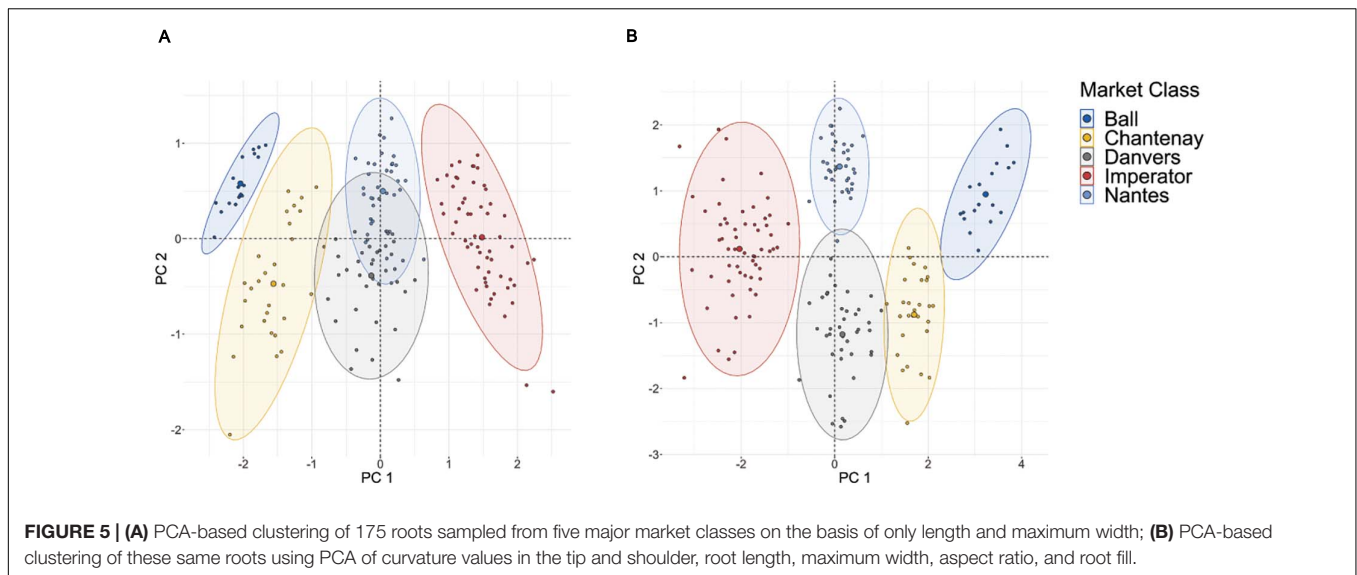 A
B
1
0
-1
-2
PC 2
-2
-1
0
1
2
PC 1
2
1
0
-1
-2
-3
PC 2
-2
0
2
4
PC 1
Market Class
Ball
Chantenay
Danvers
Imperator
Nantes
FIGURE 5 | (A) PCA-based clustering of 175 roots sampled from five major market classes on the basis of only length and maximum width; (B) PCA-based
clustering of these same roots using PCA of curvature values in the tip and shoulder, root length, maximum width, aspect ratio, and root fill.